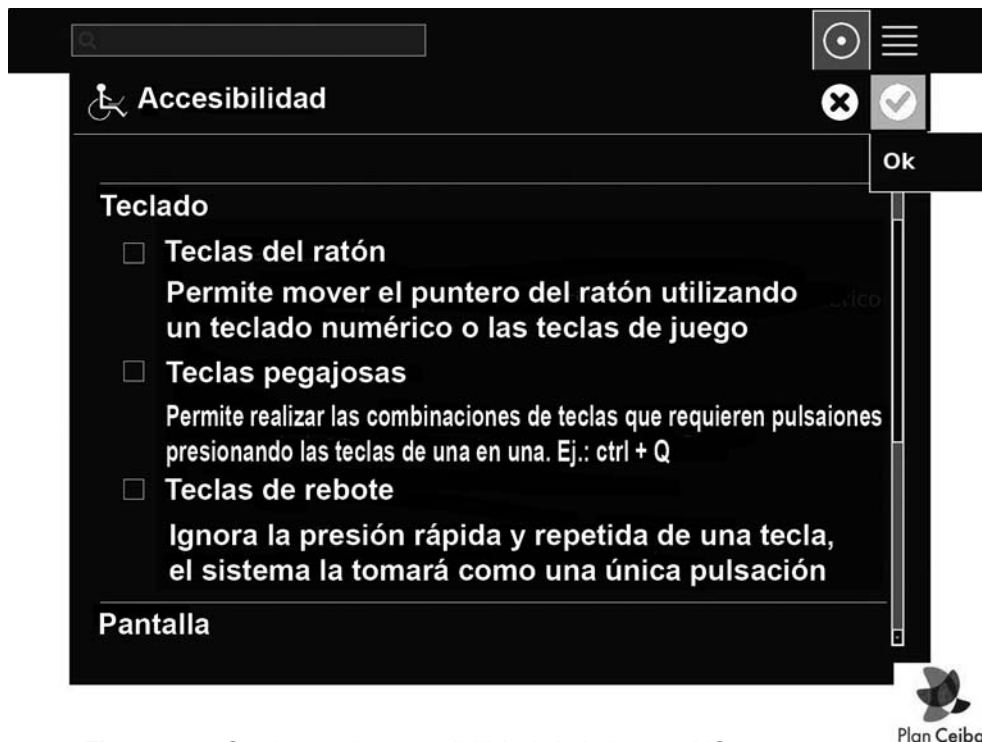 Accesibilidad
Ok
Teclado
Teclas del ratón
Permite mover el puntero del ratón utilizando
un teclado numérico o las teclas de juego
Teclas pegajosas
Permite realizar las combinaciones de teclas que requieren pulsaiones
presionando las teclas de una en una. Ej.: ctrl + Q
Teclas de rebote
Ignora la presión rápida y repetida de una tecla,
el sistema la tomará como una única pulsación
Pantalla
Plan Ceibal